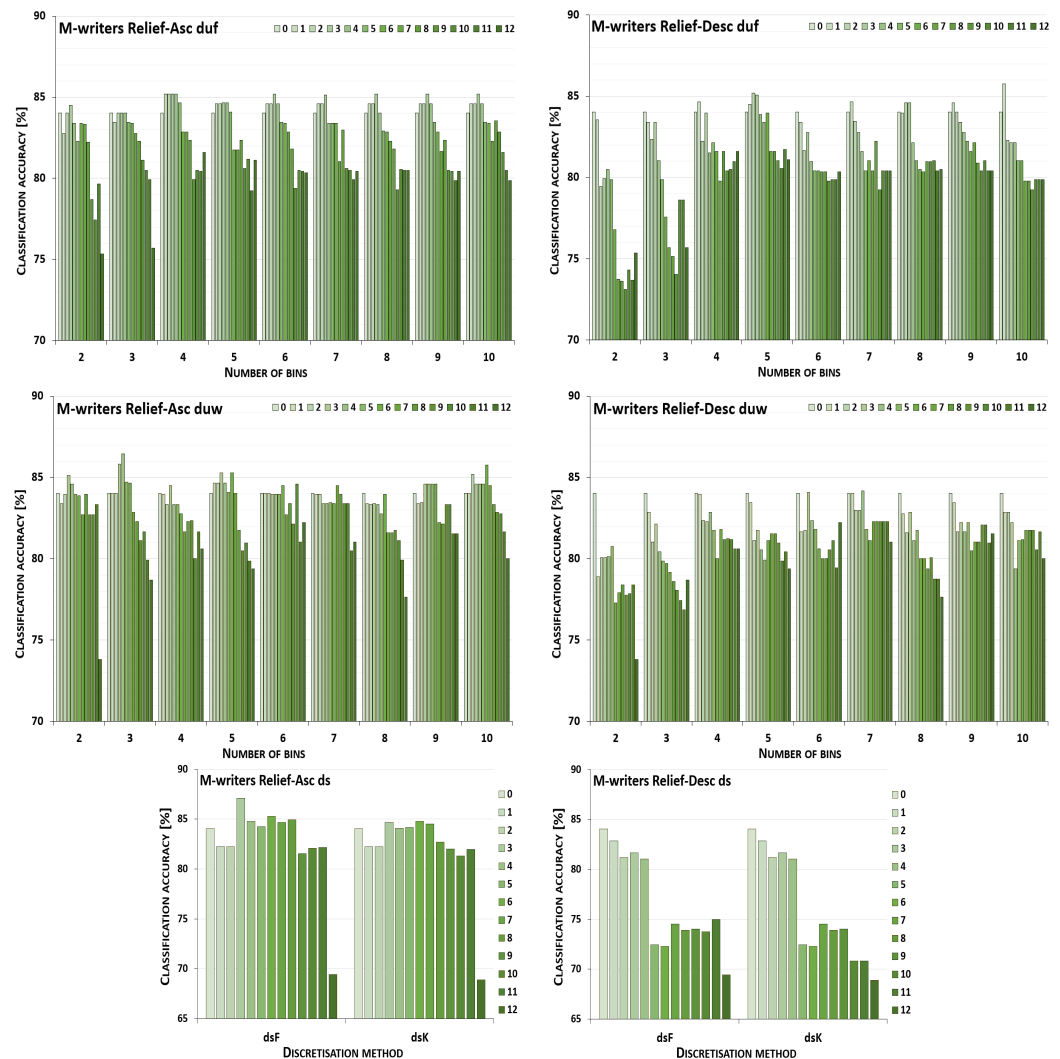 M-writers Relief-Asc duf
0 1 2 3 4 5 6 7 8 9 10 11 12
CLASSIFICATION ACCURACY [%]
90
85
80
75
70
2 3 4 5 6 7 8 9 10
NUMBER OF BINS
M-writers Relief-Desc duf
0 1 2 3 4 5 6 7 8 9 10 11 12
CLASSIFICATION ACCURACY [%]
90
85
80
75
70
2 3 4 5 6 7 8 9 10
NUMBER OF BINS
M-writers Relief-Asc duw
0 1 2 3 4 5 6 7 8 9 10 11 12
CLASSIFICATION ACCURACY [%]
90
85
80
75
70
2 3 4 5 6 7 8 9 10
NUMBER OF BINS
M-writers Relief-Desc duw
0 1 2 3 4 5 6 7 8 9 10 11 12
CLASSIFICATION ACCURACY [%]
90
85
80
75
70
2 3 4 5 6 7 8 9 10
NUMBER OF BINS
M-writers Relief-Asc ds
CLASSIFICATION ACCURACY [%]
90
85
80
75
70
65
dsF dsK
DISCRETISATION METHOD
0
1
2
3
4
5
6
7
8
9
10
11
12
M-writers Relief-Desc ds
CLASSIFICATION ACCURACY [%]
90
85
80
75
70
65
dsF dsK
DISCRETISATION METHOD
0
1
2
3
4
5
6
7
8
9
10
11
12